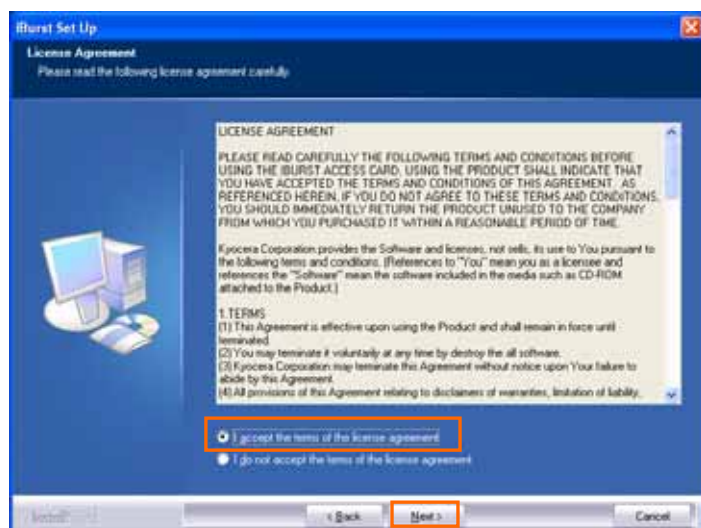 iBurst Set Up
License Agreement
Please read the following license agreement carefully.
LICENSE AGREEMENT
PLEASE READ CAREFULLY THE FOLLOWING TERMS AND CONDITIONS BEFORE
USING THE IBURST ACCESS CARD, USING THE PRODUCT SHALL INDICATE THAT
YOU HAVE ACCEPTED THE TERMS AND CONDITIONS OF THIS AGREEMENT. AS
REFERENCED HEREIN, IF YOU DO NOT AGREE TO THESE TERMS AND CONDITIONS,
YOU SHOULD IMMEDIATELY RETURN THE PRODUCT UNUSED TO THE COMPANY
FROM WHICH YOU PURCHASED IT WITHIN A REASONABLE PERIOD OF TIME.
Kyocera Corporation provides the Software and licenses, not sells, its use to You pursuant to
the following terms and conditions. (References to "You" mean you as a licensee and
references the "Software" mean the software included in the media such as CD-ROM
attached to the Product.)
1.TERMS
(1) This Agreement is effective upon using the Product and shall remain in force until
terminated.
(2) You may terminate it voluntarily at any time by destroy the all software.
(3) Kyocera Corporation may terminate this Agreement without notice upon Your failure to
abide by this Agreement.
(4) All provisions of this Agreement relating to disclaimers of warranties, limitation of liability,
I accept the terms of the license agreement
I do not accept the terms of the license agreement
< Back
Next >
Cancel